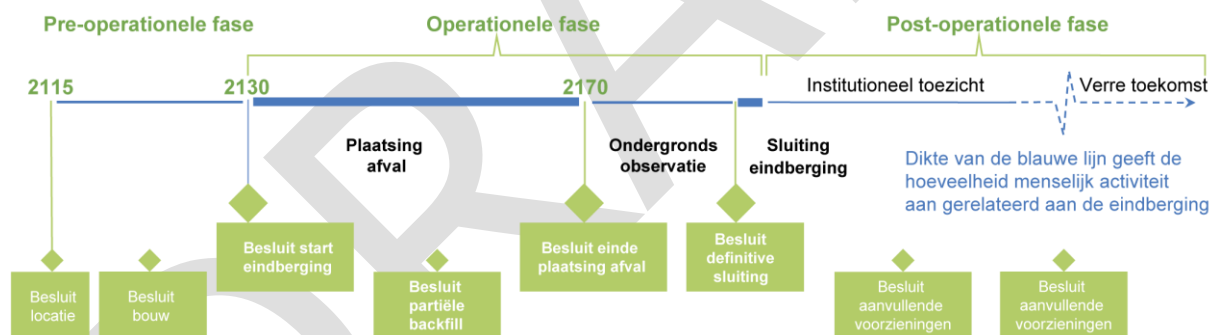 Pre-operationele fase
Operationele fase
Post-operationele fase
2115
2130
2170
Institutioneel toezicht
Verre toekomst
Plaatsing
afval
Ondergronds
observatie
Sluiting
eindberging
Dikte van de blauwe lijn geeft de
hoeveelheid menselijk activiteit
aan gerelateerd aan de eindberging
Besluit
locatie
Besluit
bouw
Besluit start
eindberging
Besluit
partiële
backfill
Besluit einde
plaatsing afval
Besluit
definitive
sluiting
Besluit
aanvullende
voorzieningen
Besluit
aanvullende
voorzieningen